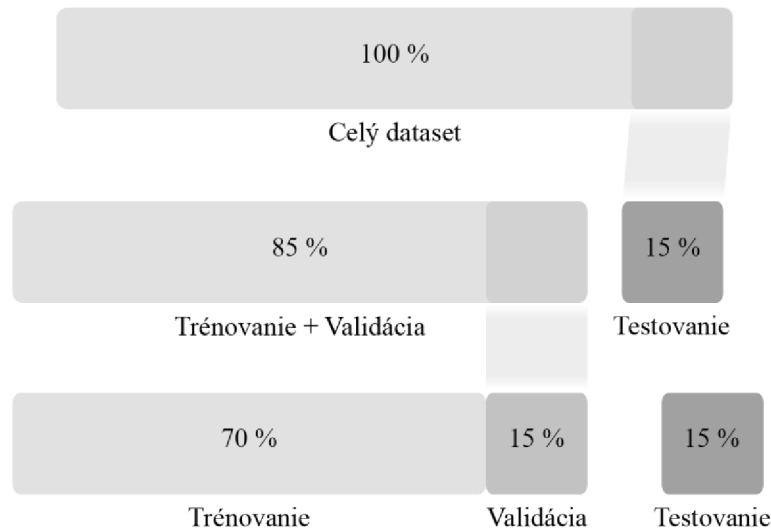 100 %
Celý dataset
85 %
15 %
Trénovanie + Validácia
Testovanie
70 %
15 %
15 %
Trénovanie
Validácia
Testovanie